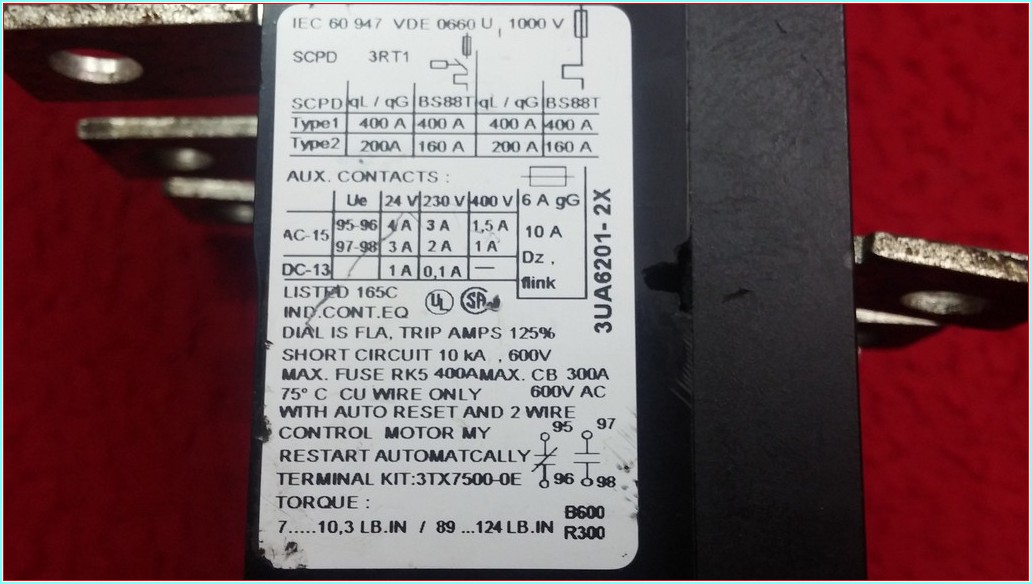 IEC 60 947 VDE 0660 Ui 1000 V
SCPD 3RT1
SCPD qL / qG BS88T qL / qG BS88T
Type1 400 A 400 A 400 A 400 A
Type2 200A 160 A 200 A 160 A
AUX. CONTACTS :
Ue 24 V 230 V 400 V 6 A gG
AC-15 95-96 4 A 3 A 1,5 A 10 A
97-98 3 A 2 A 1 A Dz ,
DC-13 1 A 0,1 A — flink
3UA6201-2X
LISTED 165C UL SA
IND.CONT.EQ
DIAL IS FLA, TRIP AMPS 125%
SHORT CIRCUIT 10 kA , 600V
MAX. FUSE RK5 400A MAX. CB 300A
75° C CU WIRE ONLY 600V AC
WITH AUTO RESET AND 2 WIRE
CONTROL MOTOR MY 95 97
RESTART AUTOMATCALLY
TERMINAL KIT:3TX7500-0E 96 98
TORQUE : B600
7.....10,3 LB.IN / 89 ...124 LB.IN R300